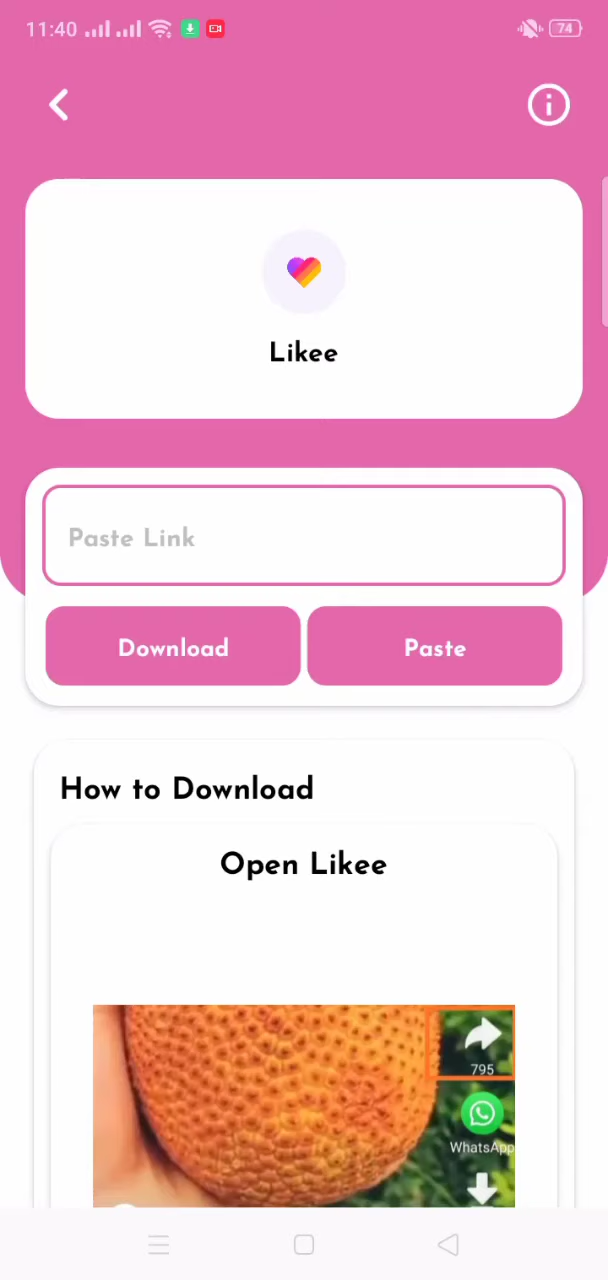 11:40
74
Likee
Paste Link
Download
Paste
How to Download
Open Likee
795
WhatsApp